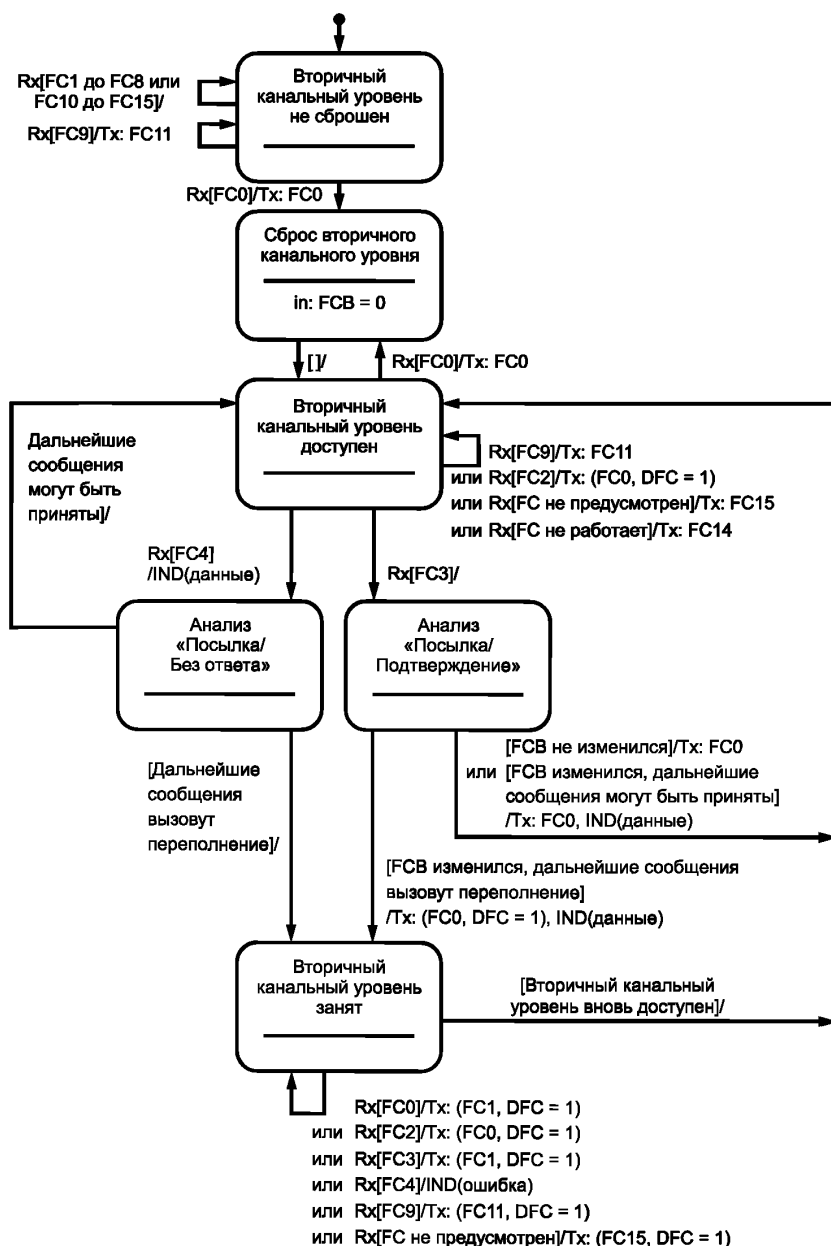 Вторичный
канальный уровень
не сброшен
Rx[FC1 до FC8 или
FC10 до FC15]/
Rx[FC9]/Tx: FC11
Rx[FC0]/Tx: FC0
Сброс вторичного
канального уровня
in: FCB = 0
[ ]/
Rx[FC0]/Tx: FC0
Вторичный
канальный уровень
доступен
Дальнейшие
сообщения
могут быть
приняты]/
Rx[FC9]/Tx: FC11
или Rx[FC2]/Tx: (FC0, DFC = 1)
или Rx[FC не предусмотрен]/Tx: FC15
или Rx[FC не работает]/Tx: FC14
Rx[FC4]
/IND(данные)
Rx[FC3]/
Анализ
«Посылка/
Без ответа»
Анализ
«Посылка/
Подтверждение»
[FCB не изменился]/Tx: FC0
или [FCB изменился, дальнейшие
сообщения могут быть приняты]
/Tx: FC0, IND(данные)
[Дальнейшие
сообщения
вызовут
переполнение]/
[FCB изменился, дальнейшие сообщения
вызовут переполнение]
/Tx: (FC0, DFC = 1), IND(данные)
Вторичный
канальный уровень
занят
[Вторичный канальный
уровень вновь доступен]/
Rx[FC0]/Tx: (FC1, DFC = 1)
или Rx[FC2]/Tx: (FC0, DFC = 1)
или Rx[FC3]/Tx: (FC1, DFC = 1)
или Rx[FC4]/IND(ошибка)
или Rx[FC9]/Tx: (FC11, DFC = 1)
или Rx[FC не предусмотрен]/Tx: (FC15, DFC = 1)